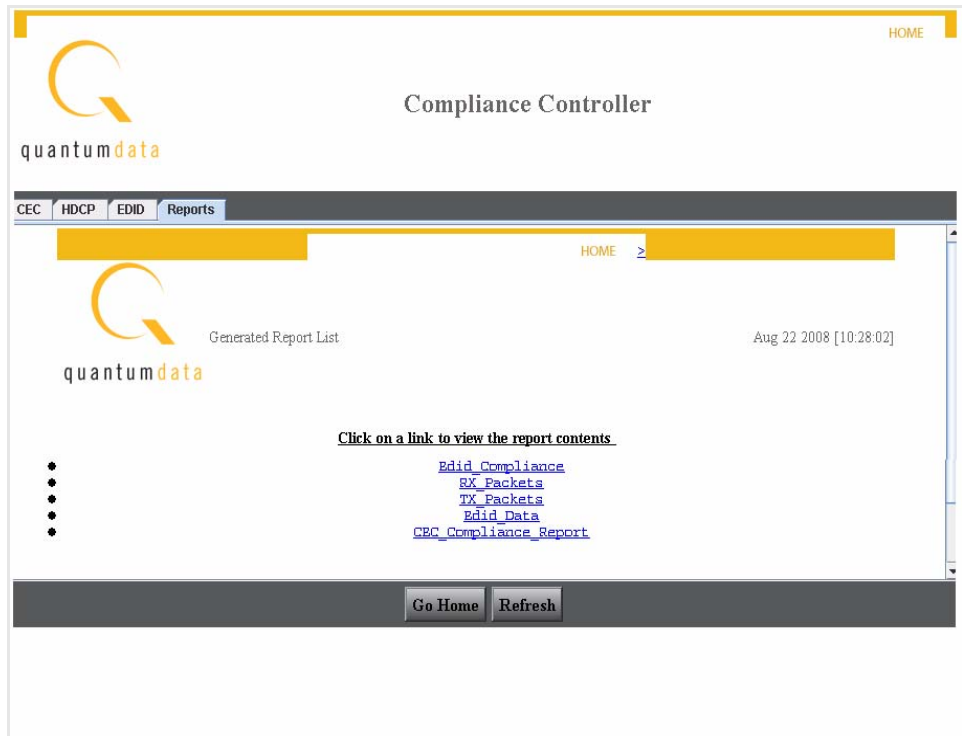 HOME
Compliance Controller
quantumdata
CEC HDCP EDID Reports
HOME >
Generated Report List Aug 22 2008 [10:28:02]
quantumdata
Click on a link to view the report contents
Edid_Compliance
RX_Packets
TX_Packets
Edid_Data
CEC_Compliance_Report
Go Home Refresh